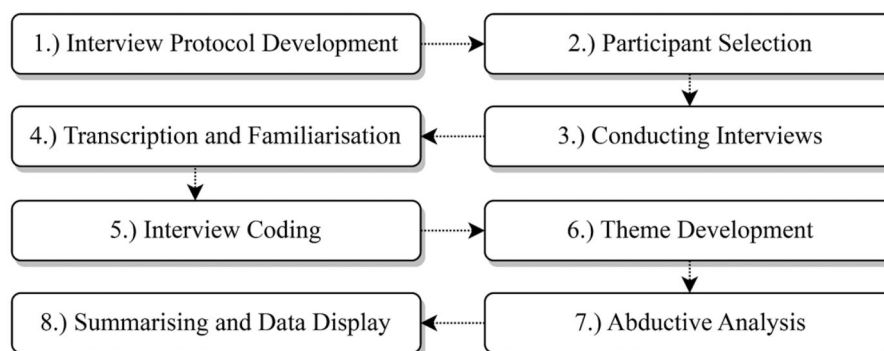 1.) Interview Protocol Development
2.) Participant Selection
3.) Conducting Interviews
4.) Transcription and Familiarisation
5.) Interview Coding
6.) Theme Development
7.) Abductive Analysis
8.) Summarising and Data Display